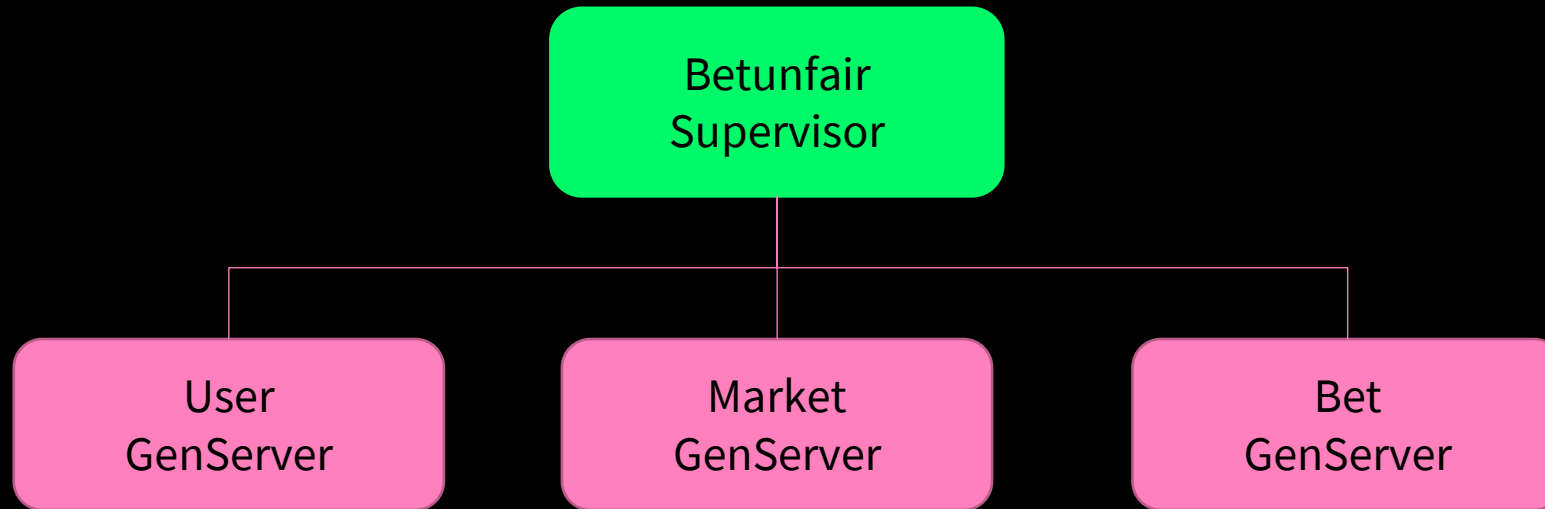 Betunfair
Supervisor
User
GenServer
Market
GenServer
Bet
GenServer